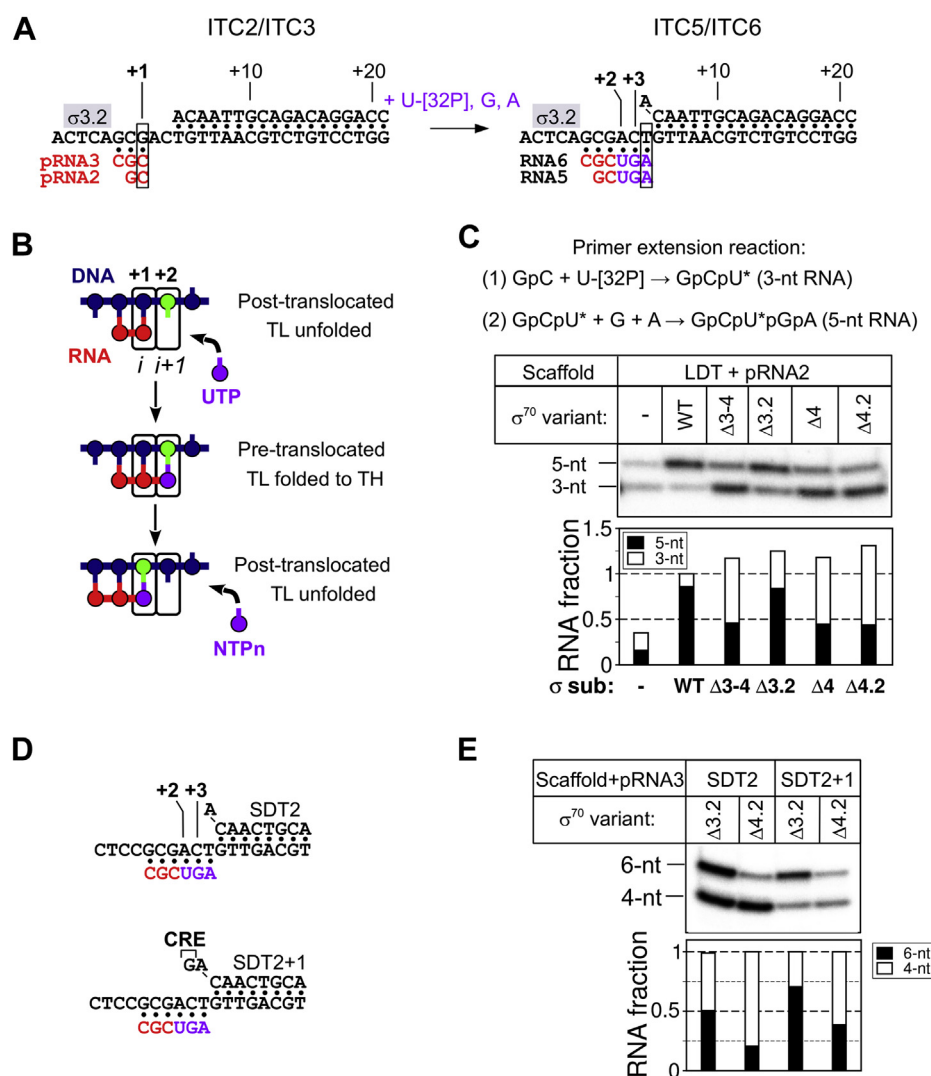 A
ITC2/ITC3
ITC5/ITC6
+1
+10
+20
+ U-[32P], G, A
+2 +3
+10
+20
σ3.2
ACAATTGCAGACAGGACC
ACTCAGCGACTGTTAACGTCTGTCCTGG
pRNA3 CGC
pRNA2 GC
A
σ3.2
CAATTGCAGACAGGACC
ACTCAGCGACTGTTAACGTCTGTCCTGG
RNA6 CGCUGA
RNA5 GCUGA
B
DNA
+1 +2
RNA
i i+1
Post-translocated
TL unfolded
UTP
Pre-translocated
TL folded to TH
Post-translocated
TL unfolded
NTPn
C
Primer extension reaction:
(1) GpC + U-[32P] → GpCpU* (3-nt RNA)
(2) GpCpU* + G + A → GpCpU*pGpA (5-nt RNA)
Scaffold
LDT + pRNA2
σ70 variant:
-
WT
Δ3-4
Δ3.2
Δ4
Δ4.2
5-nt
3-nt
RNA fraction
1.5
1
0.5
0
5-nt
3-nt
σ sub: - WT Δ3-4 Δ3.2 Δ4 Δ4.2
D
+2 +3
A
SDT2
CAACTGCA
CTCCGCGACTGTTGACGT
CGCUGA
CRE
GA
SDT2+1
CAACTGCA
CTCCGCGACTGTTGACGT
CGCUGA
E
Scaffold+pRNA3 SDT2 SDT2+1
σ70 variant:
Δ3.2
Δ4.2
Δ3.2
Δ4.2
6-nt
4-nt
RNA fraction
1
0.5
0
6-nt
4-nt